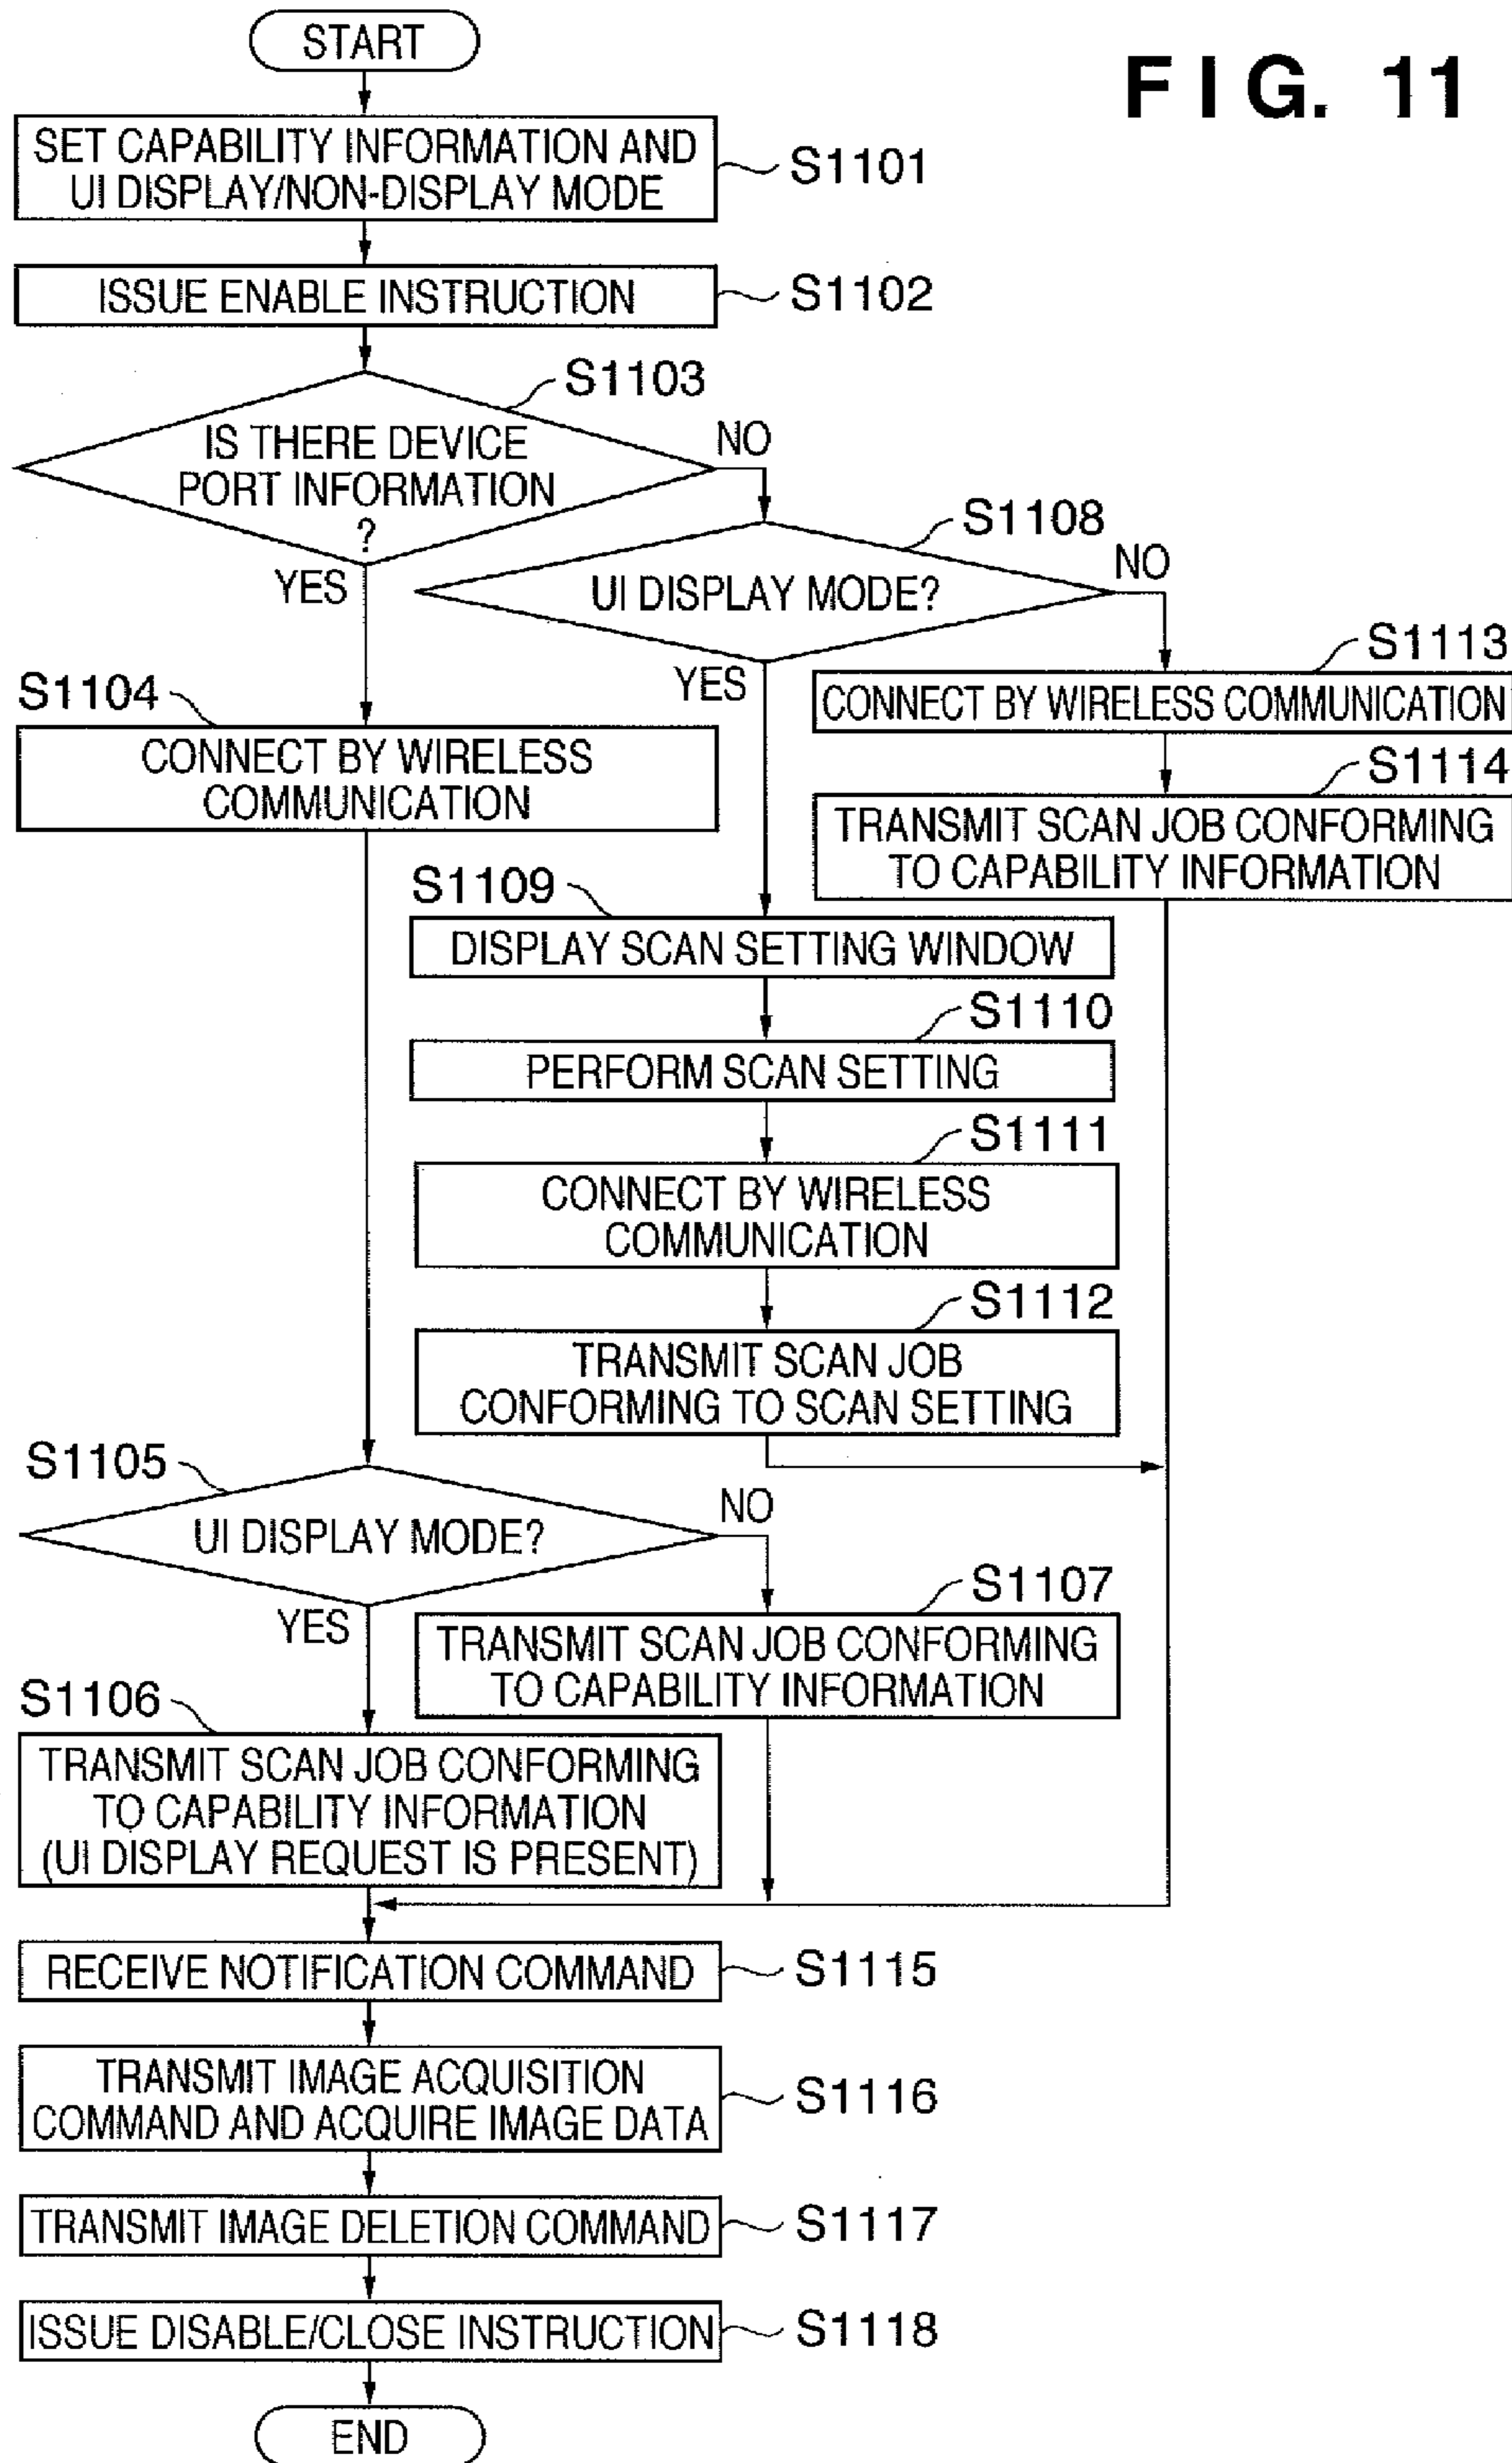 START
F I G. 11
SET CAPABILITY INFORMATION AND
UI DISPLAY/NON-DISPLAY MODE
S1101
ISSUE ENABLE INSTRUCTION
S1102
S1103
IS THERE DEVICE
PORT INFORMATION
?
NO
YES
S1108
UI DISPLAY MODE?
NO
YES
S1113
CONNECT BY WIRELESS COMMUNICATION
S1104
CONNECT BY WIRELESS
COMMUNICATION
S1114
TRANSMIT SCAN JOB CONFORMING
TO CAPABILITY INFORMATION
S1109
DISPLAY SCAN SETTING WINDOW
S1110
PERFORM SCAN SETTING
S1111
CONNECT BY WIRELESS
COMMUNICATION
S1112
TRANSMIT SCAN JOB
CONFORMING TO SCAN SETTING
S1105
UI DISPLAY MODE?
NO
YES
S1107
TRANSMIT SCAN JOB CONFORMING
TO CAPABILITY INFORMATION
S1106
TRANSMIT SCAN JOB CONFORMING
TO CAPABILITY INFORMATION
(UI DISPLAY REQUEST IS PRESENT)
RECEIVE NOTIFICATION COMMAND
S1115
TRANSMIT IMAGE ACQUISITION
COMMAND AND ACQUIRE IMAGE DATA
S1116
TRANSMIT IMAGE DELETION COMMAND
S1117
ISSUE DISABLE/CLOSE INSTRUCTION
S1118
END